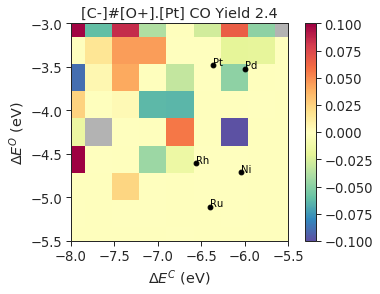 [C-]#[O+].[Pt] CO Yield 2.4
−3.0
−3.5
−4.0
−4.5
−5.0
−5.5
ΔE^O (eV)
−8.0 −7.5 −7.0 −6.5 −6.0 −5.5
ΔE^C (eV)
Pt
Pd
Rh
Ni
Ru
0.100
0.075
0.050
0.025
0.000
−0.025
−0.050
−0.075
−0.100